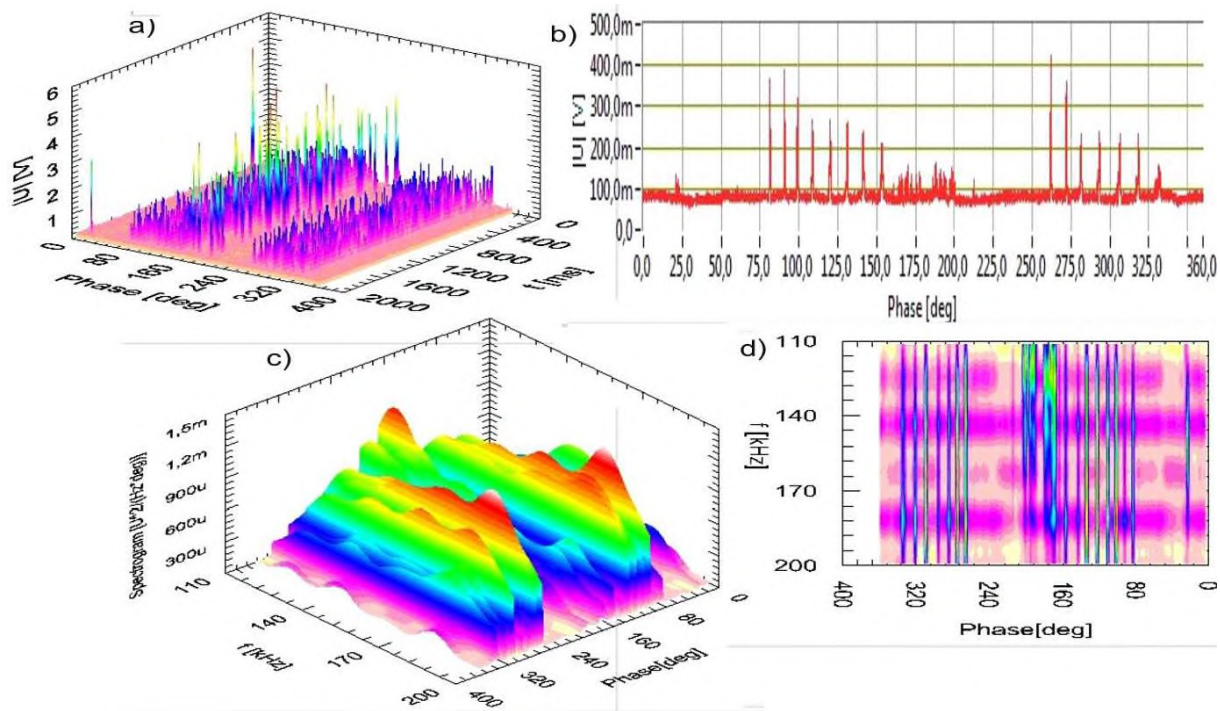 a)
6
5
4
3
2
1
|U| [V]
0
80
160
240
320
400
Phase [deg]
0
400
800
1200
1600
2000
t [ms]
b)
500,0m
400,0m
300,0m
200,0m
100,0m
0,0
|U| [V]
0,0 25,0 50,0 75,0 100,0 125,0 150,0 175,0 200,0 225,0 250,0 275,0 300,0 325,0 360,0
Phase [deg]
c)
1,5m
1,2m
900u
600u
300u
Spectrogram [U^2/(Hz deg)]
110
140
170
200
f [kHz]
0
80
160
240
320
400
Phase[deg]
d)
110
140
170
200
f [kHz]
400 320 240 160 80 0
Phase[deg]